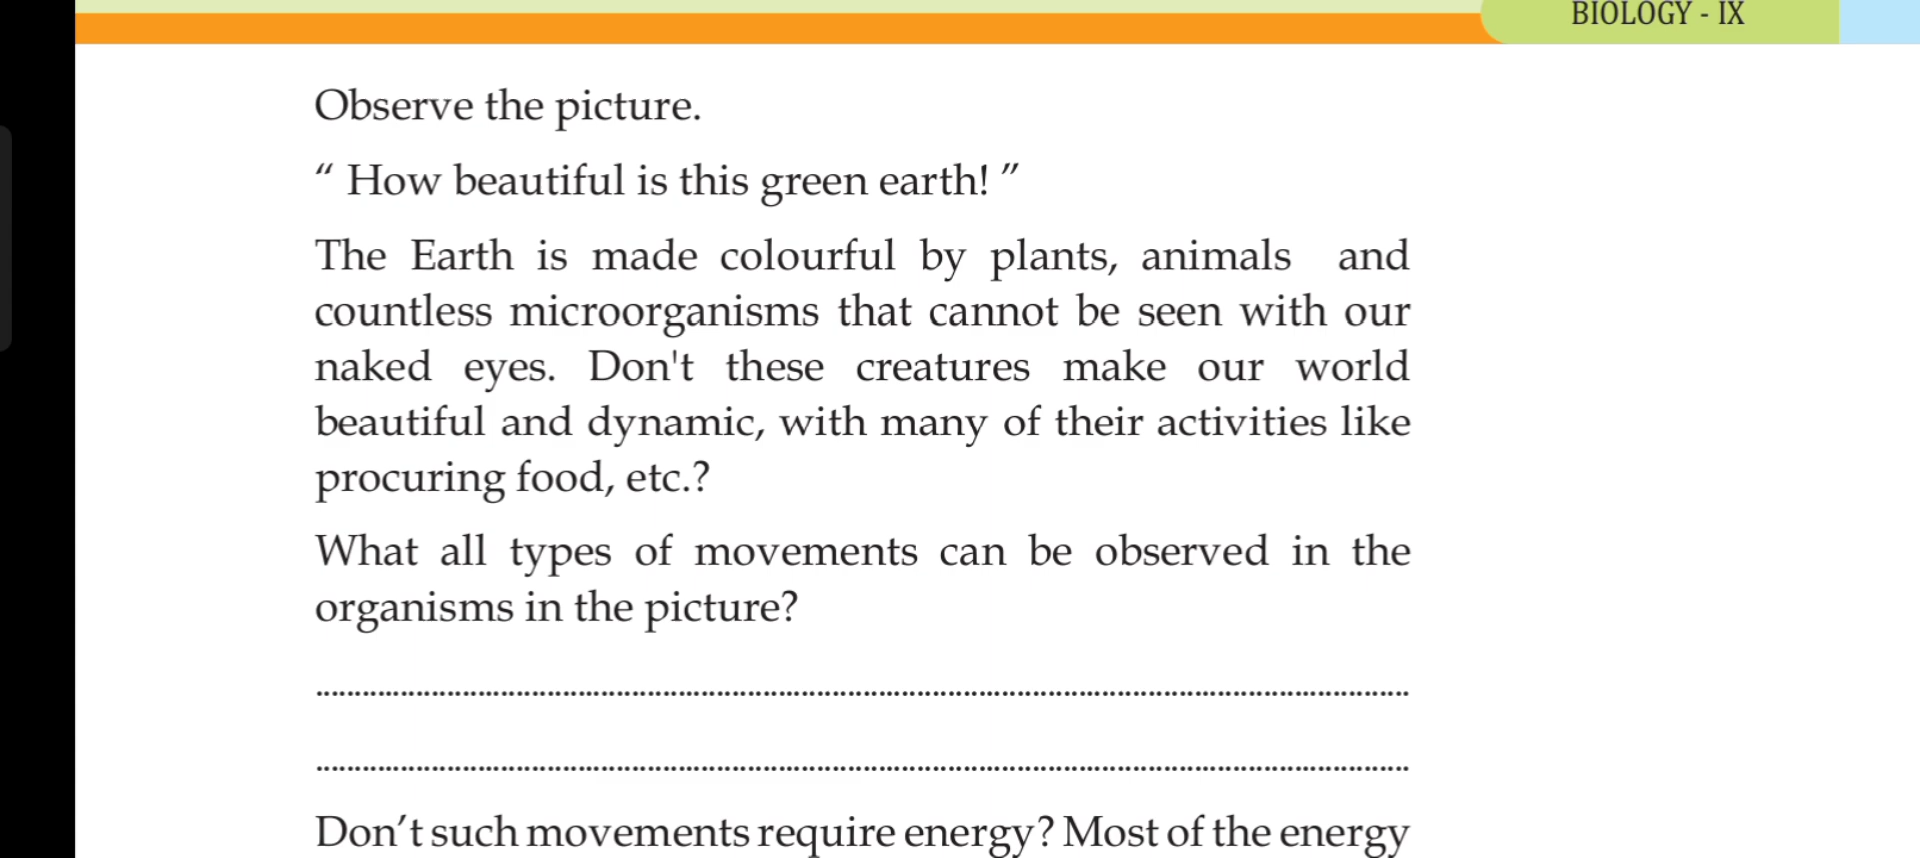 BIOLOGY - IX
Observe the picture.
“ How beautiful is this green earth! ”
The Earth is made colourful by plants, animals and
countless microorganisms that cannot be seen with our
naked eyes. Don't these creatures make our world
beautiful and dynamic, with many of their activities like
procuring food, etc.?
What all types of movements can be observed in the
organisms in the picture?
Don’t such movements require energy? Most of the energy